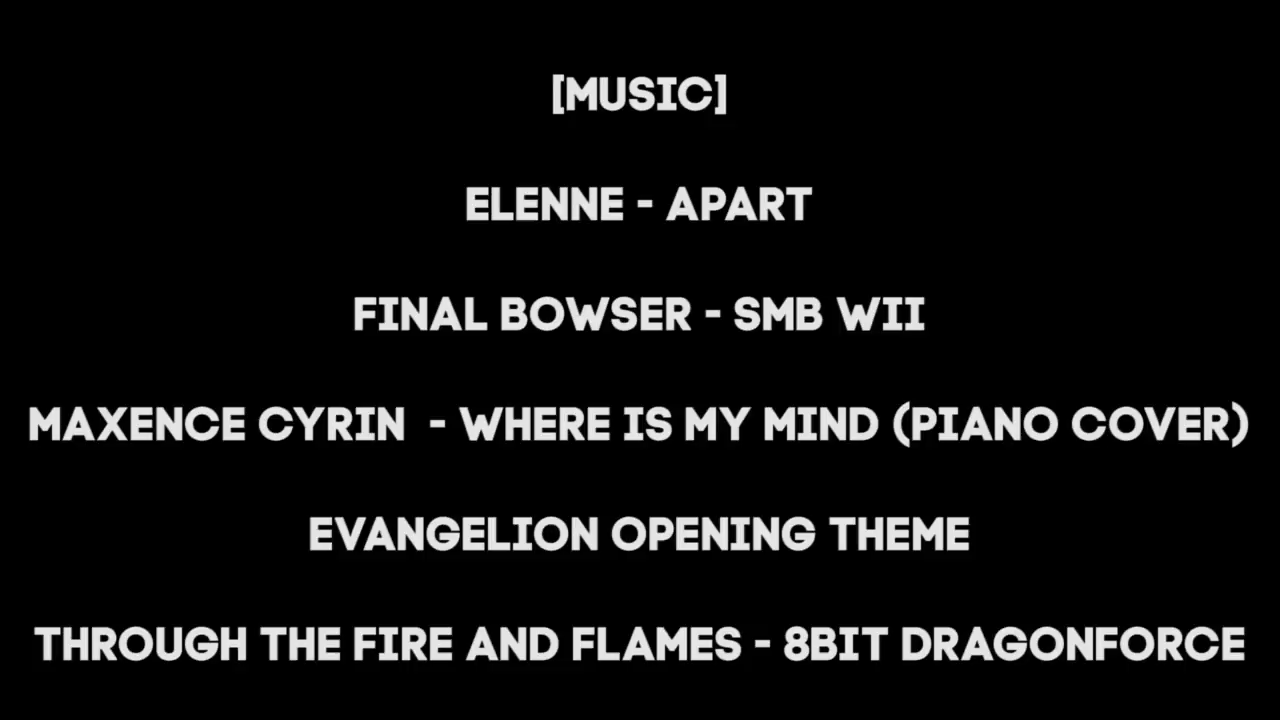 [MUSIC]
ELENNE - APART
FINAL BOWSER - SMB WII
MAXENCE CYRIN  - WHERE IS MY MIND (PIANO COVER)
EVANGELION OPENING THEME
THROUGH THE FIRE AND FLAMES - 8BIT DRAGONFORCE